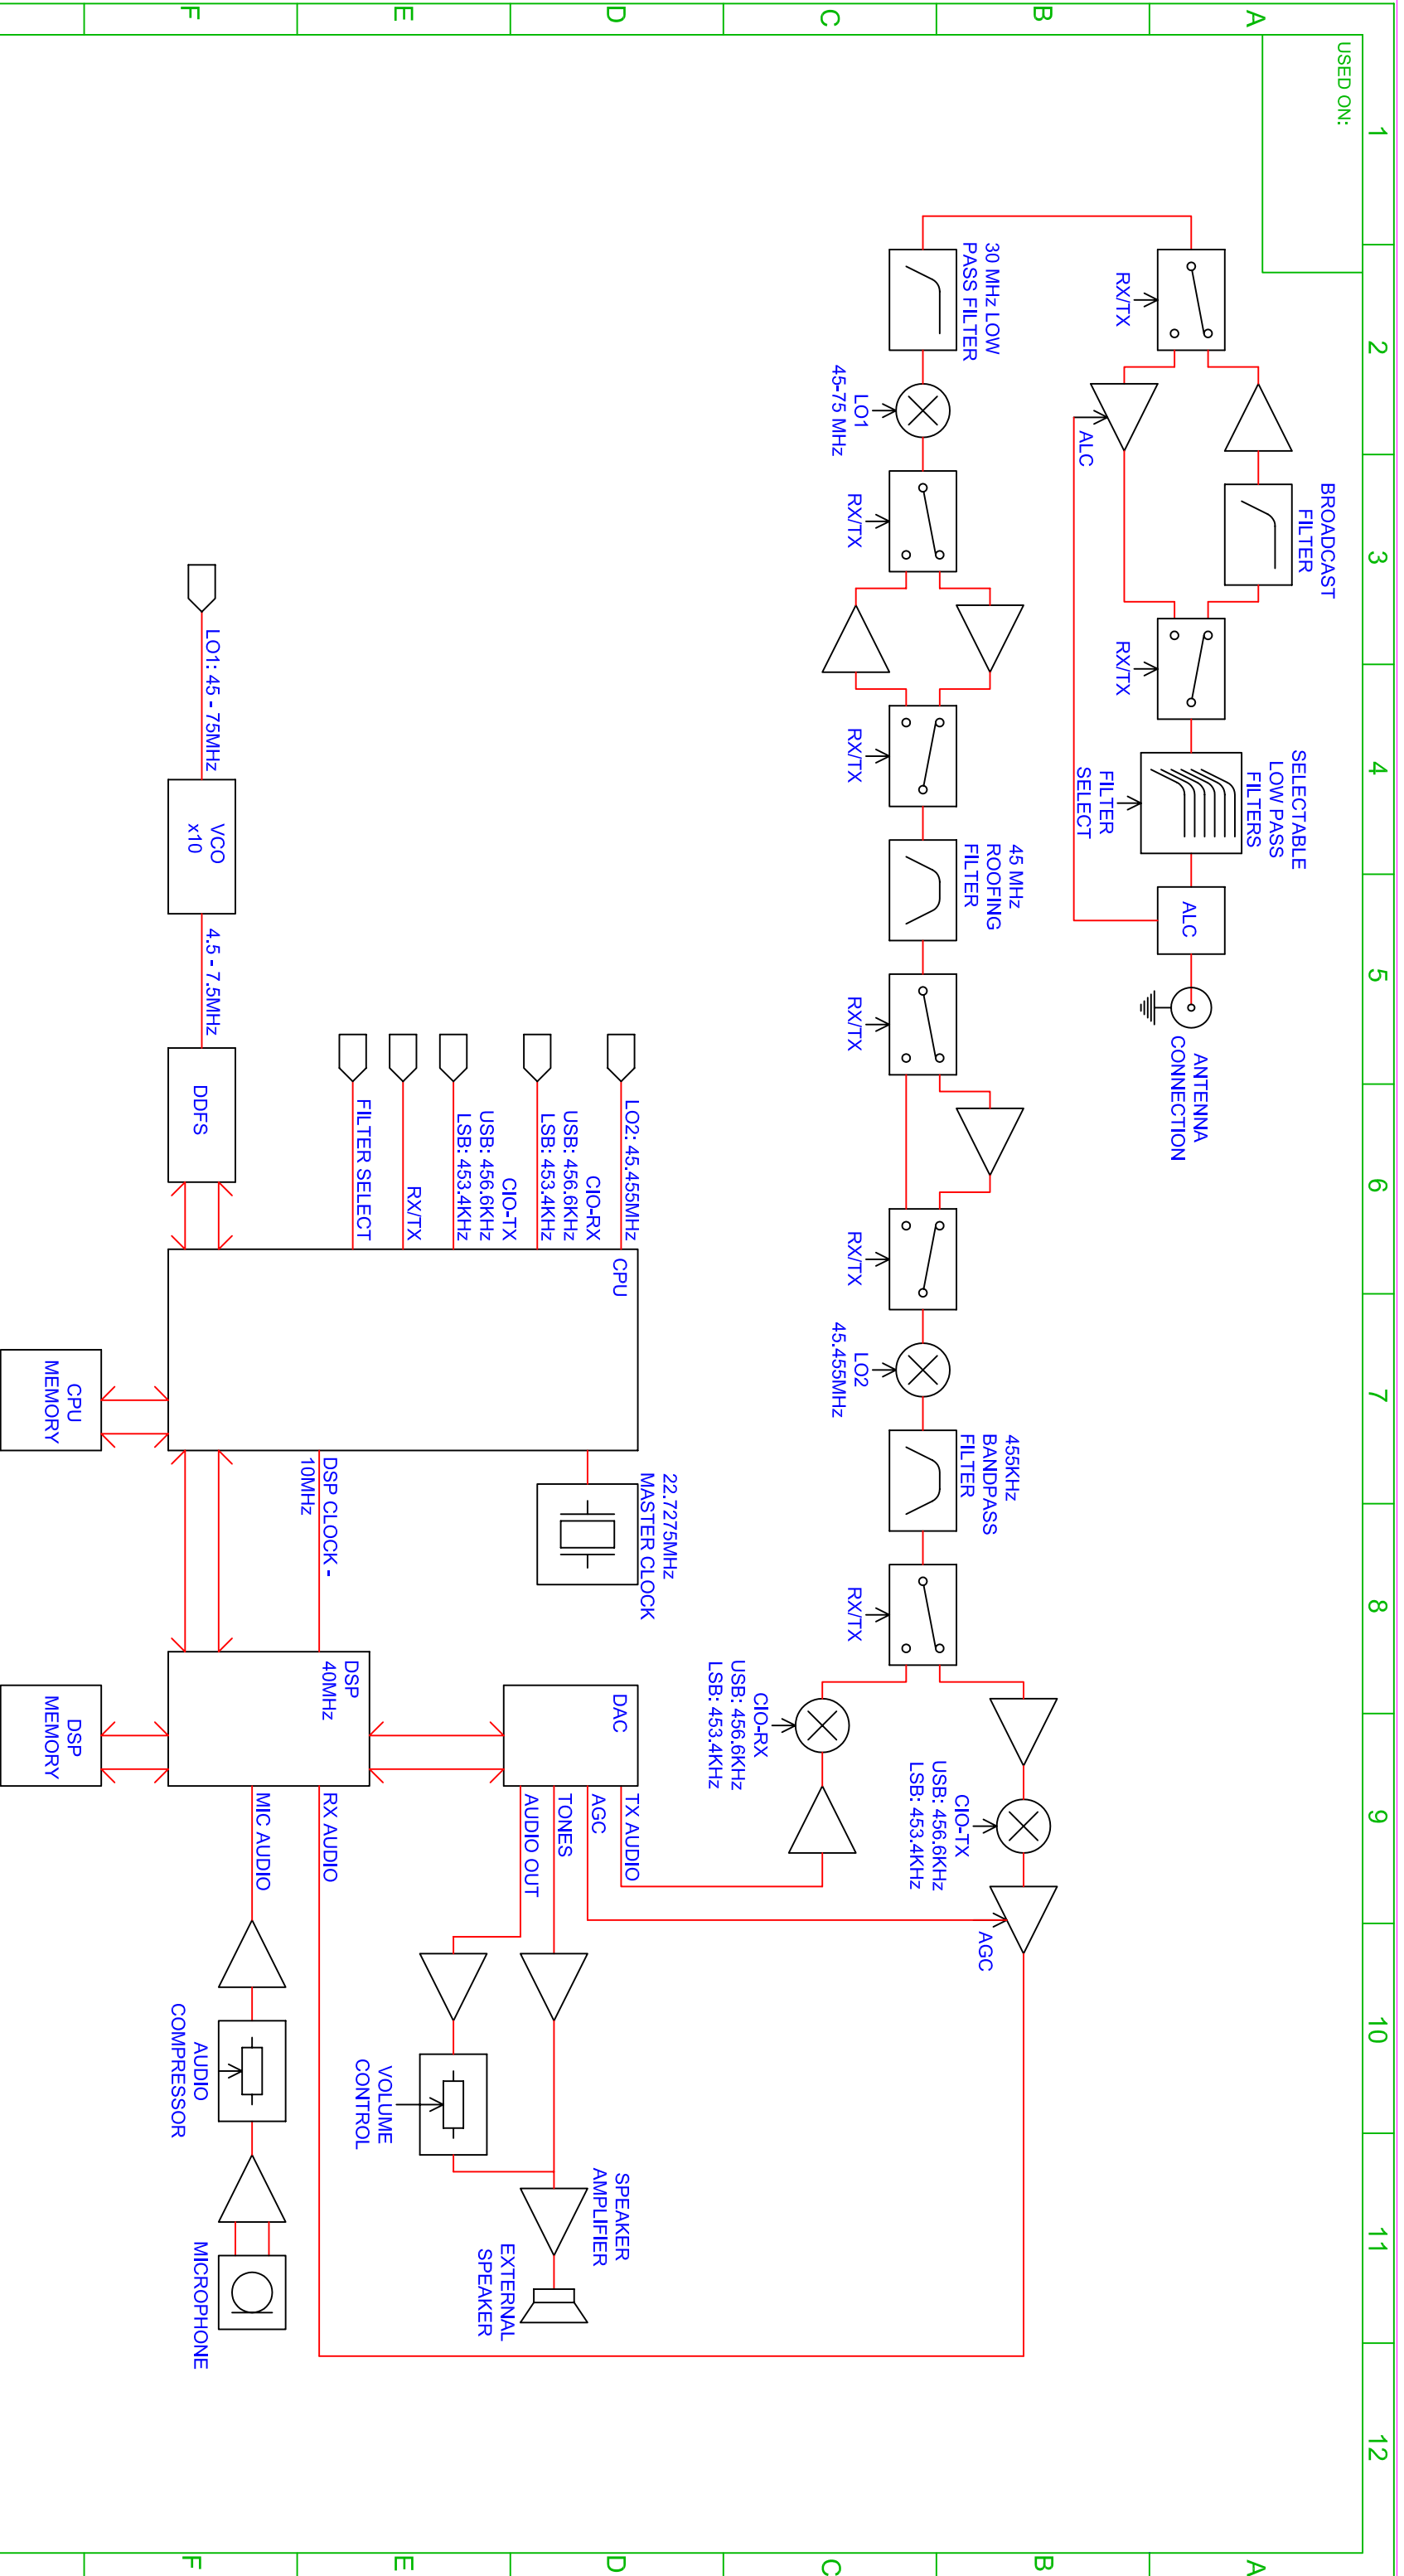 1
2
3
4
5
6
7
8
9
10
11
12
A
A
USED ON:
BROADCAST
FILTER
SELECTABLE
LOW PASS
FILTERS
RX/TX
ALC
RX/TX
FILTER
SELECT
ALC
ANTENNA
CONNECTION
B
B
30 MHz LOW
PASS FILTER
LO1
45-75 MHz
RX/TX
RX/TX
45 MHz
ROOFING
FILTER
RX/TX
RX/TX
LO2
45.455MHz
455KHz
BANDPASS
FILTER
RX/TX
CIO-TX
USB: 456.6KHz
LSB: 453.4KHz
AGC
C
C
CIO-RX
USB: 456.6KHz
LSB: 453.4KHz
D
D
LO2: 45.455MHz
CIO-RX
USB: 456.6KHz
LSB: 453.4KHz
CIO-TX
USB: 456.6KHz
LSB: 453.4KHz
RX/TX
FILTER SELECT
CPU
22.7275MHz
MASTER CLOCK
DAC
TX AUDIO
AGC
TONES
AUDIO OUT
SPEAKER
AMPLIFIER
EXTERNAL
SPEAKER
VOLUME
CONTROL
E
E
DSP CLOCK -
10MHz
DSP
40MHz
RX AUDIO
MIC AUDIO
AUDIO
COMPRESSOR
MICROPHONE
F
F
LO1: 45 - 75MHz
VCO
x10
4.5 - 7.5MHz
DDFS
CPU
MEMORY
DSP
MEMORY